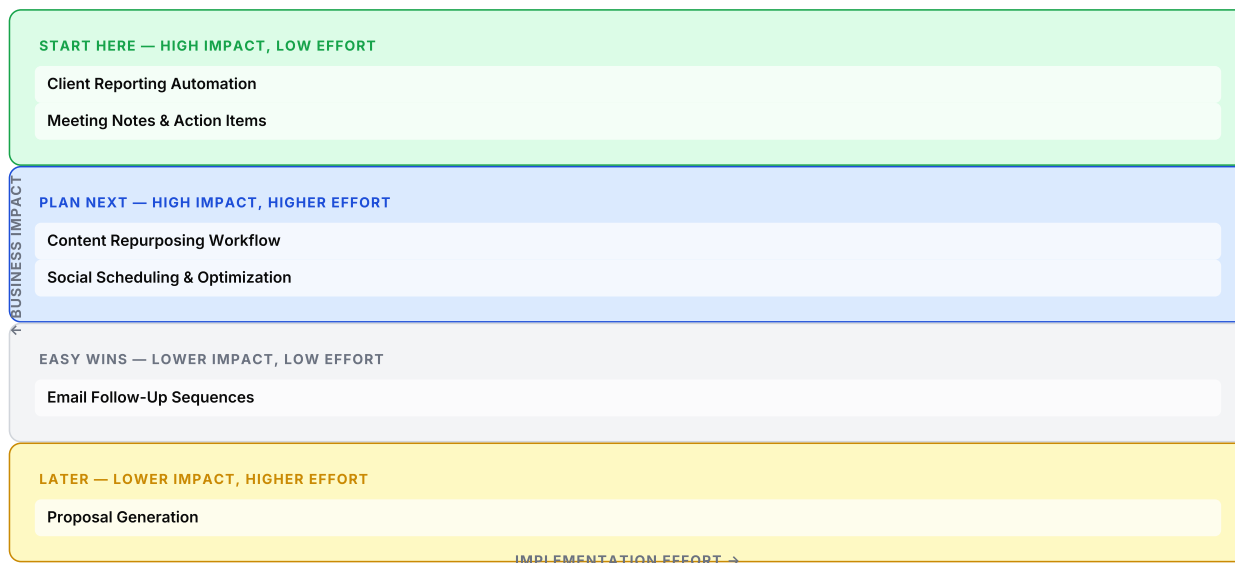 START HERE — HIGH IMPACT, LOW EFFORT
Client Reporting Automation
Meeting Notes & Action Items
← BUSINESS IMPACT
PLAN NEXT — HIGH IMPACT, HIGHER EFFORT
Content Repurposing Workflow
Social Scheduling & Optimization
EASY WINS — LOWER IMPACT, LOW EFFORT
Email Follow-Up Sequences
LATER — LOWER IMPACT, HIGHER EFFORT
Proposal Generation
IMPLEMENTATION EFFORT →